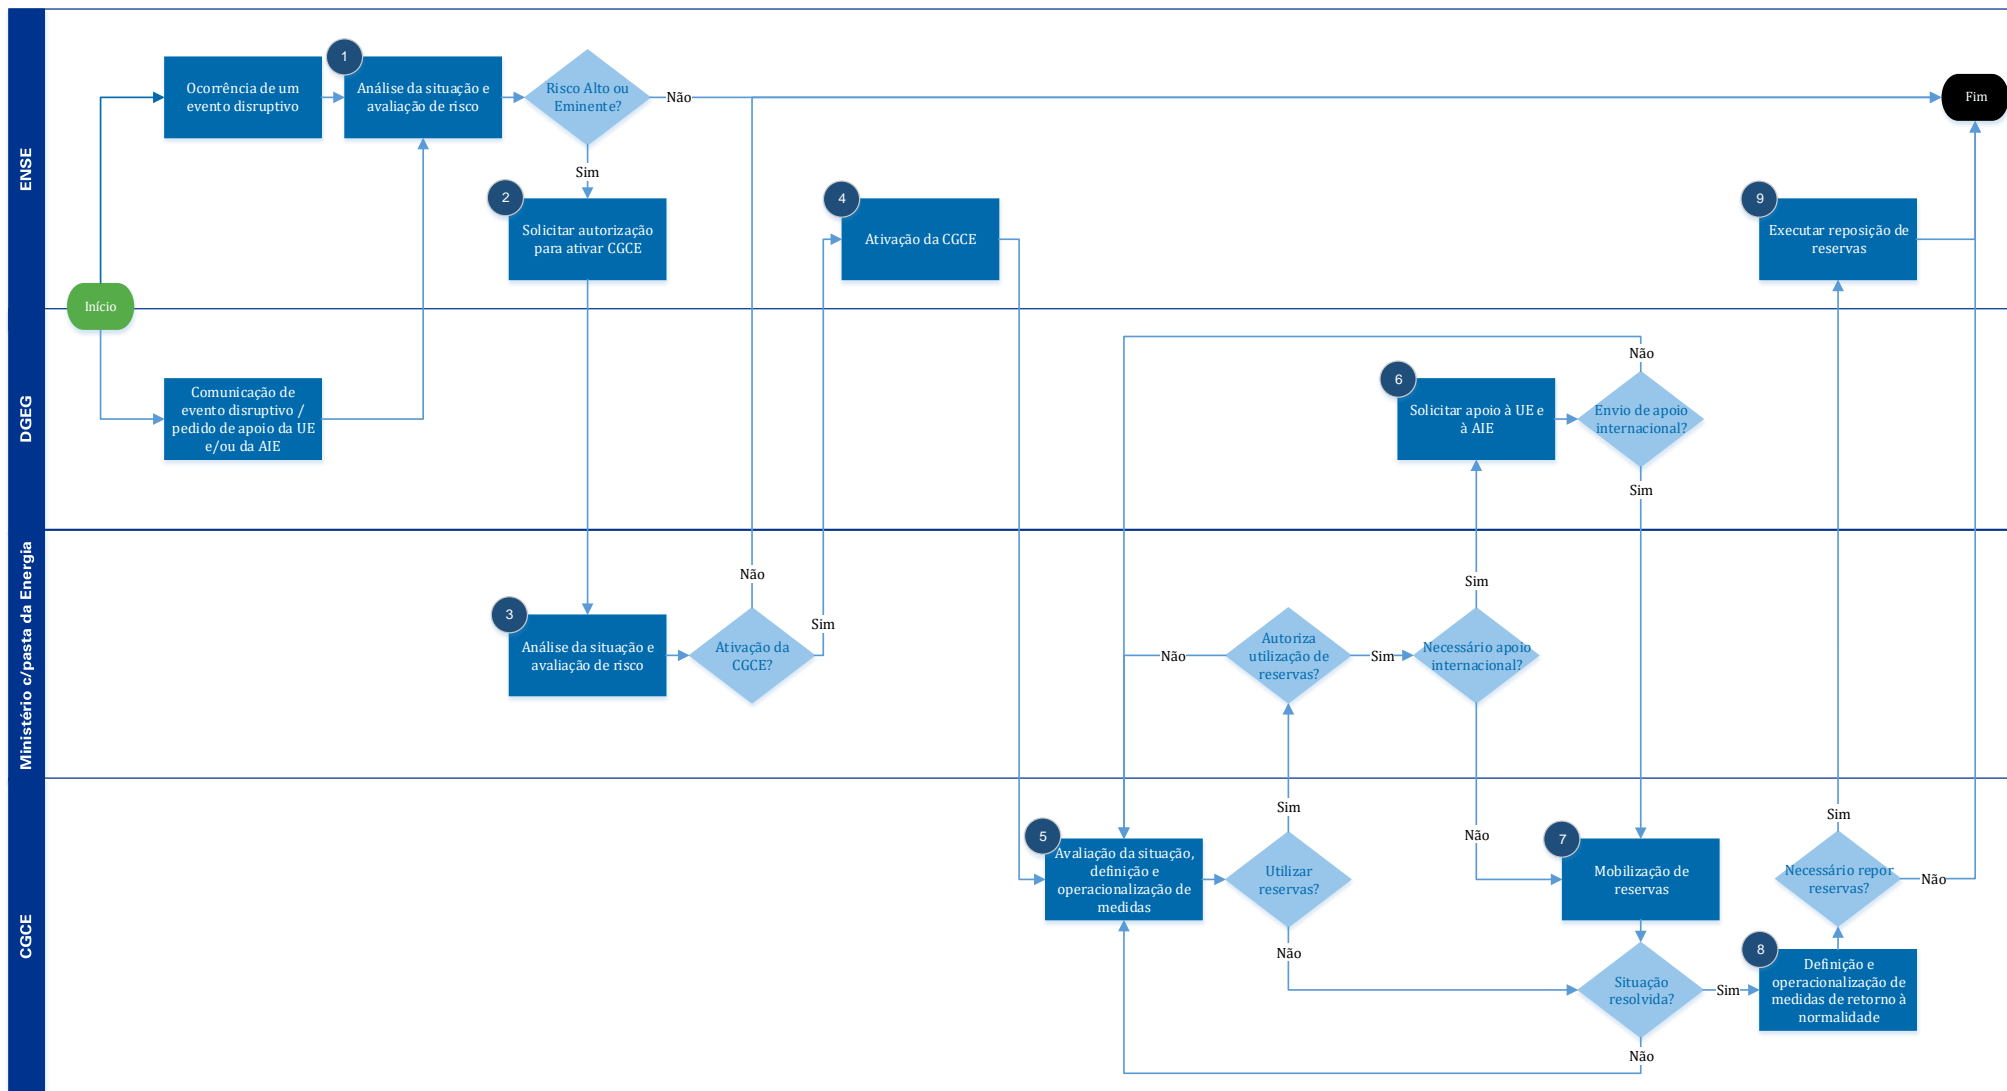 ENSE
1
Ocorrência de um
evento disruptivo
Análise da situação e
avaliação de risco
Risco Alto ou
Eminente?
Não
Fim
Sim
2
Solicitar autorização
para ativar CGCE
4
Ativação da CGCE
9
Executar reposição de
reservas
Início
DGEG
Comunicação de
evento disruptivo /
pedido de apoio da UE
e/ou da AIE
6
Solicitar apoio à UE e
à AIE
Não
Envio de apoio
internacional?
Sim
Ministério c/pasta da Energia
3
Análise da situação e
avaliação de risco
Não
Ativação da
CGCE?
Sim
Não
Autoriza
utilização de
reservas?
Sim
Sim
Necessário apoio
internacional?
Não
CGCE
5
Avaliação da situação,
definição e
operacionalização de
medidas
Sim
Utilizar
reservas?
Não
7
Mobilização de
reservas
Situação
resolvida?
Sim
Não
8
Definição e
operacionalização de
medidas de retorno à
normalidade
Sim
Necessário repor
reservas?
Não